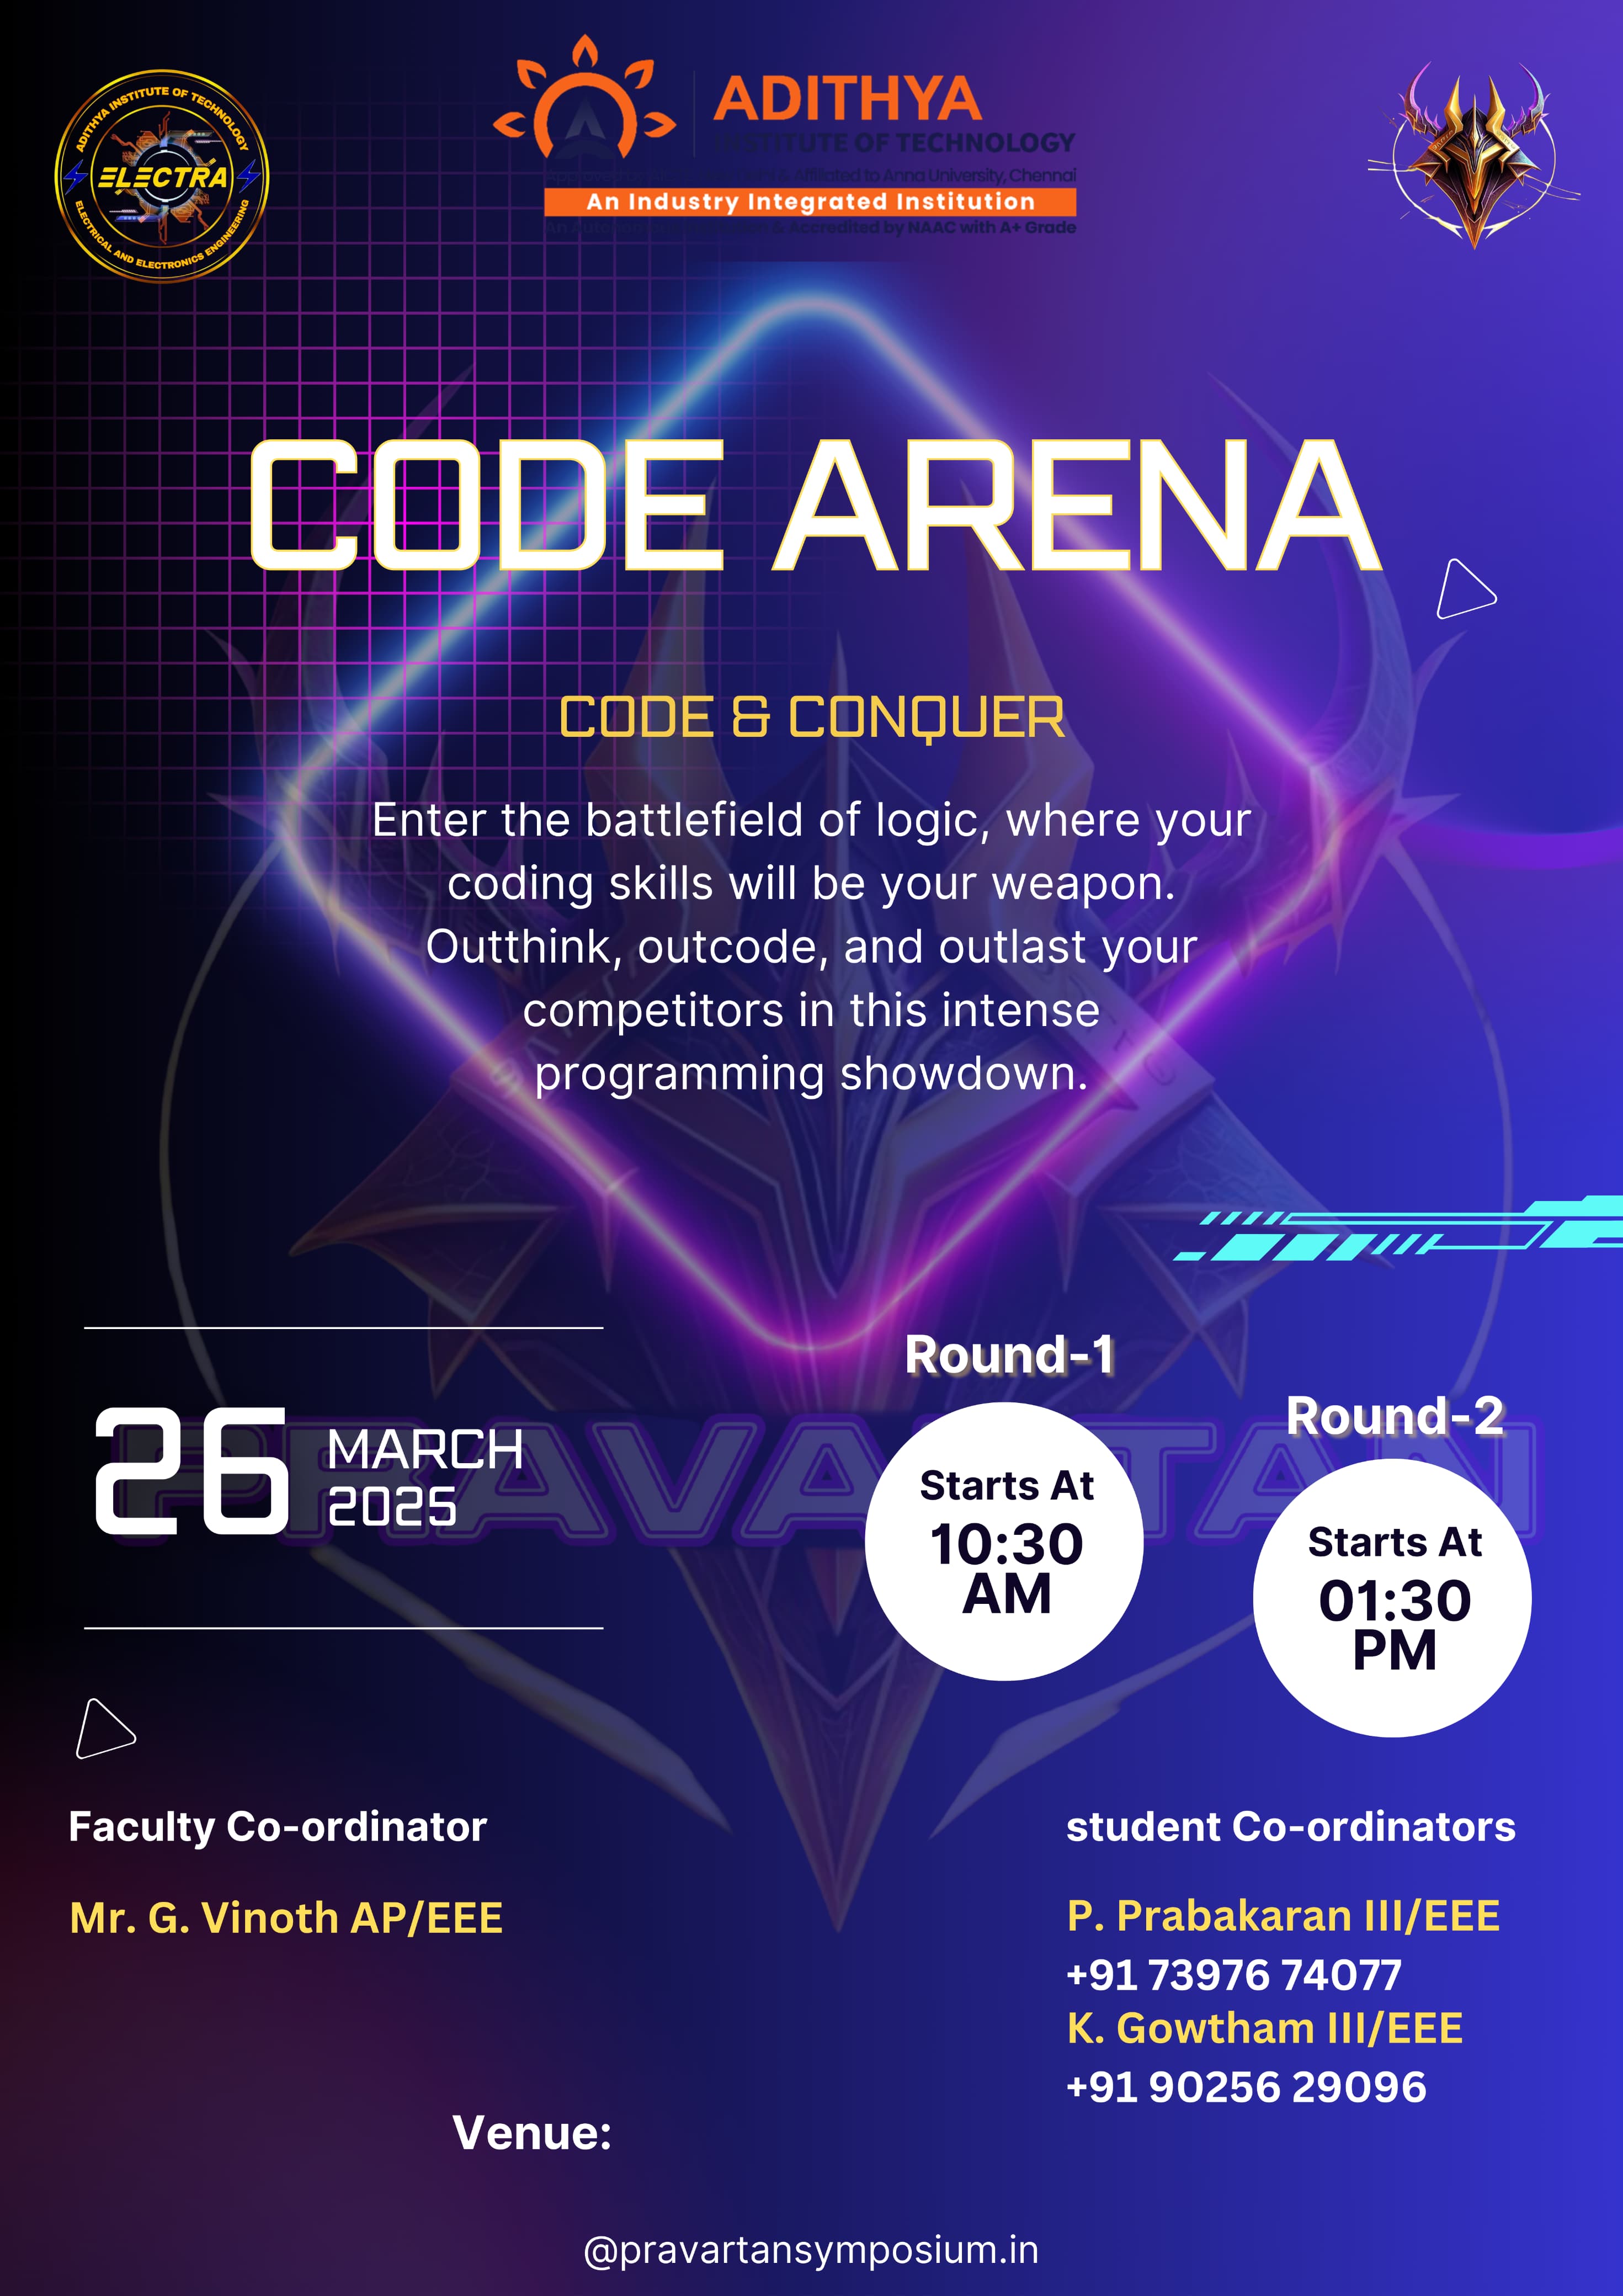 ADITHYA INSTITUTE OF TECHNOLOGY
ELECTRA
ELECTRICAL AND ELECTRONICS ENGINEERING
ADITHYA
INSTITUTE OF TECHNOLOGY
& Affiliated to Anna University, Chennai
An Industry Integrated Institution
& Accredited by NAAC with A+ Grade
CODE ARENA
CODE & CONQUER
Enter the battlefield of logic, where your
coding skills will be your weapon.
Outthink, outcode, and outlast your
competitors in this intense
programming showdown.
PRAVARTAN
26
MARCH
2025
Round-1
Starts At
10:30
AM
Round-2
Starts At
01:30
PM
Faculty Co-ordinator
Mr. G. Vinoth AP/EEE
student Co-ordinators
P. Prabakaran III/EEE
+91 73976 74077
K. Gowtham III/EEE
+91 90256 29096
Venue:
@pravartansymposium.in